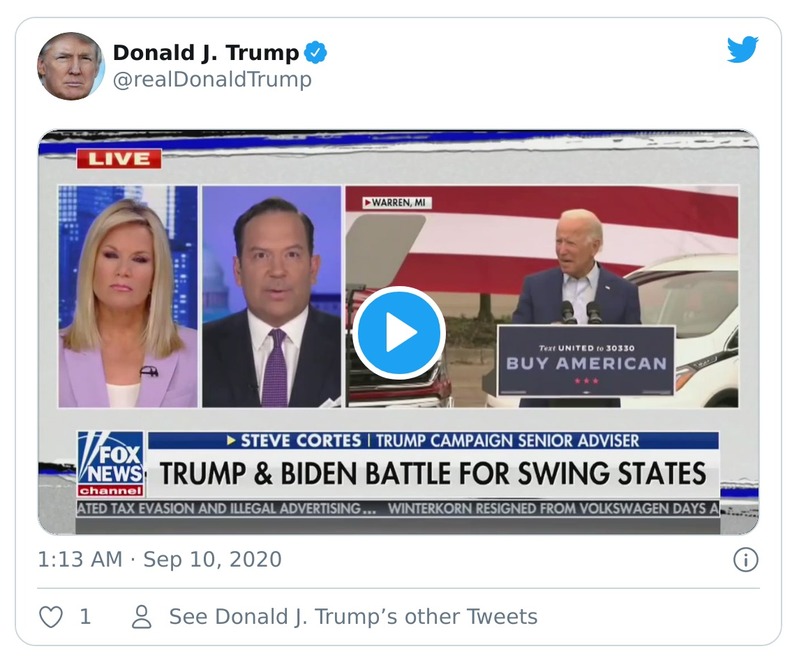 Donald J. Trump
@realDonaldTrump
LIVE
WARREN, MI
Text UNITED to 30330
BUY AMERICAN
STEVE CORTES | TRUMP CAMPAIGN SENIOR ADVISER
FOX
NEWS
channel
TRUMP & BIDEN BATTLE FOR SWING STATES
ATED TAX EVASION AND ILLEGAL ADVERTISING... WINTERKORN RESIGNED FROM VOLKSWAGEN DAYS A
1:13 AM · Sep 10, 2020
1
See Donald J. Trump’s other Tweets